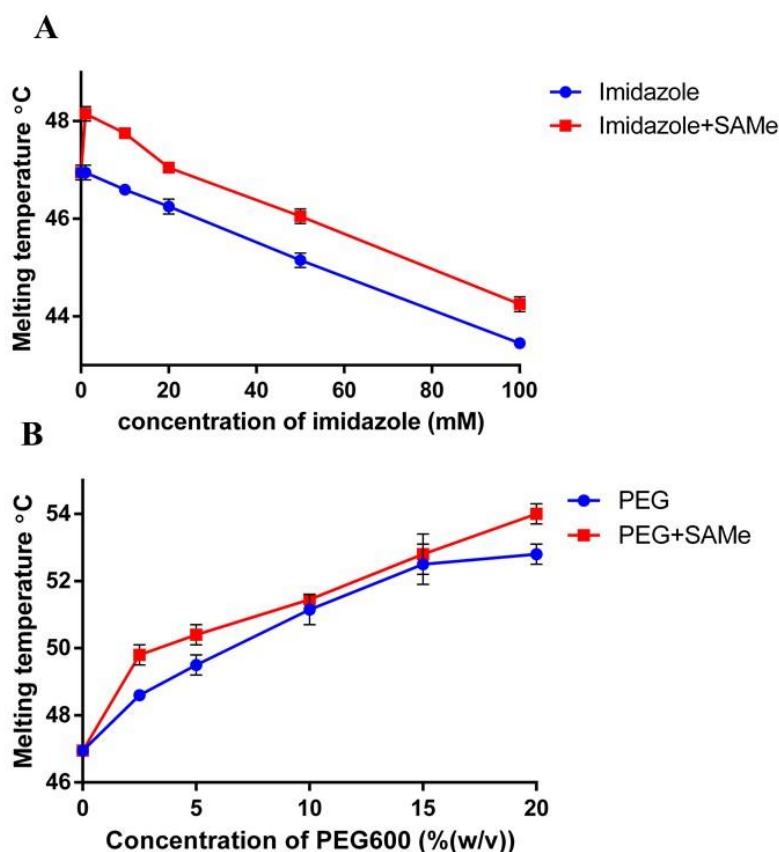 A
Melting temperature °C
48
46
44
0
20
40
60
80
100
concentration of imidazole (mM)
Imidazole
Imidazole+SAMe
B
Melting temperature °C
54
52
50
48
46
0
5
10
15
20
Concentration of PEG600 (%(w/v))
PEG
PEG+SAMe